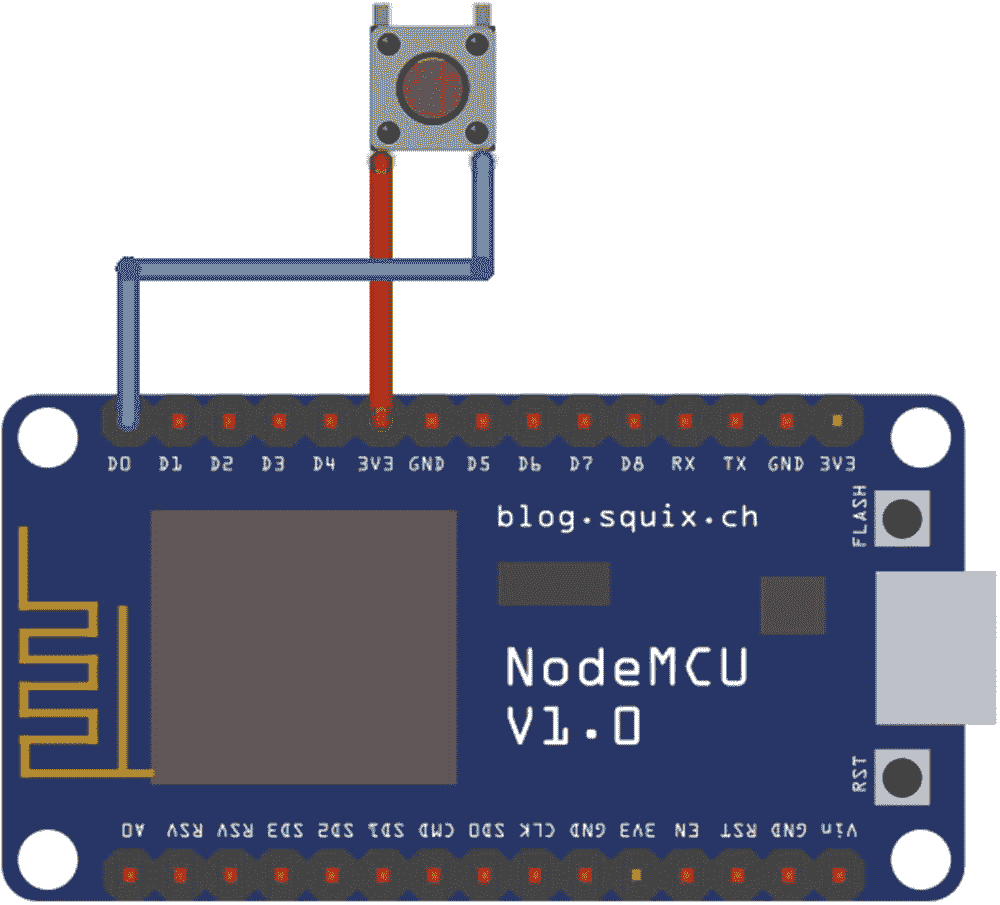 D0 D1 D2 D3 D4 3V3 GND D5 D6 D7 D8 RX TX GND 3V3
FLASH
blog.squix.ch
NodeMCU
V1.0
RST
A0 RSV RSV SD3 SD2 SD1 CMD SD0 CLK GND 3V3 EN RST GND Vin